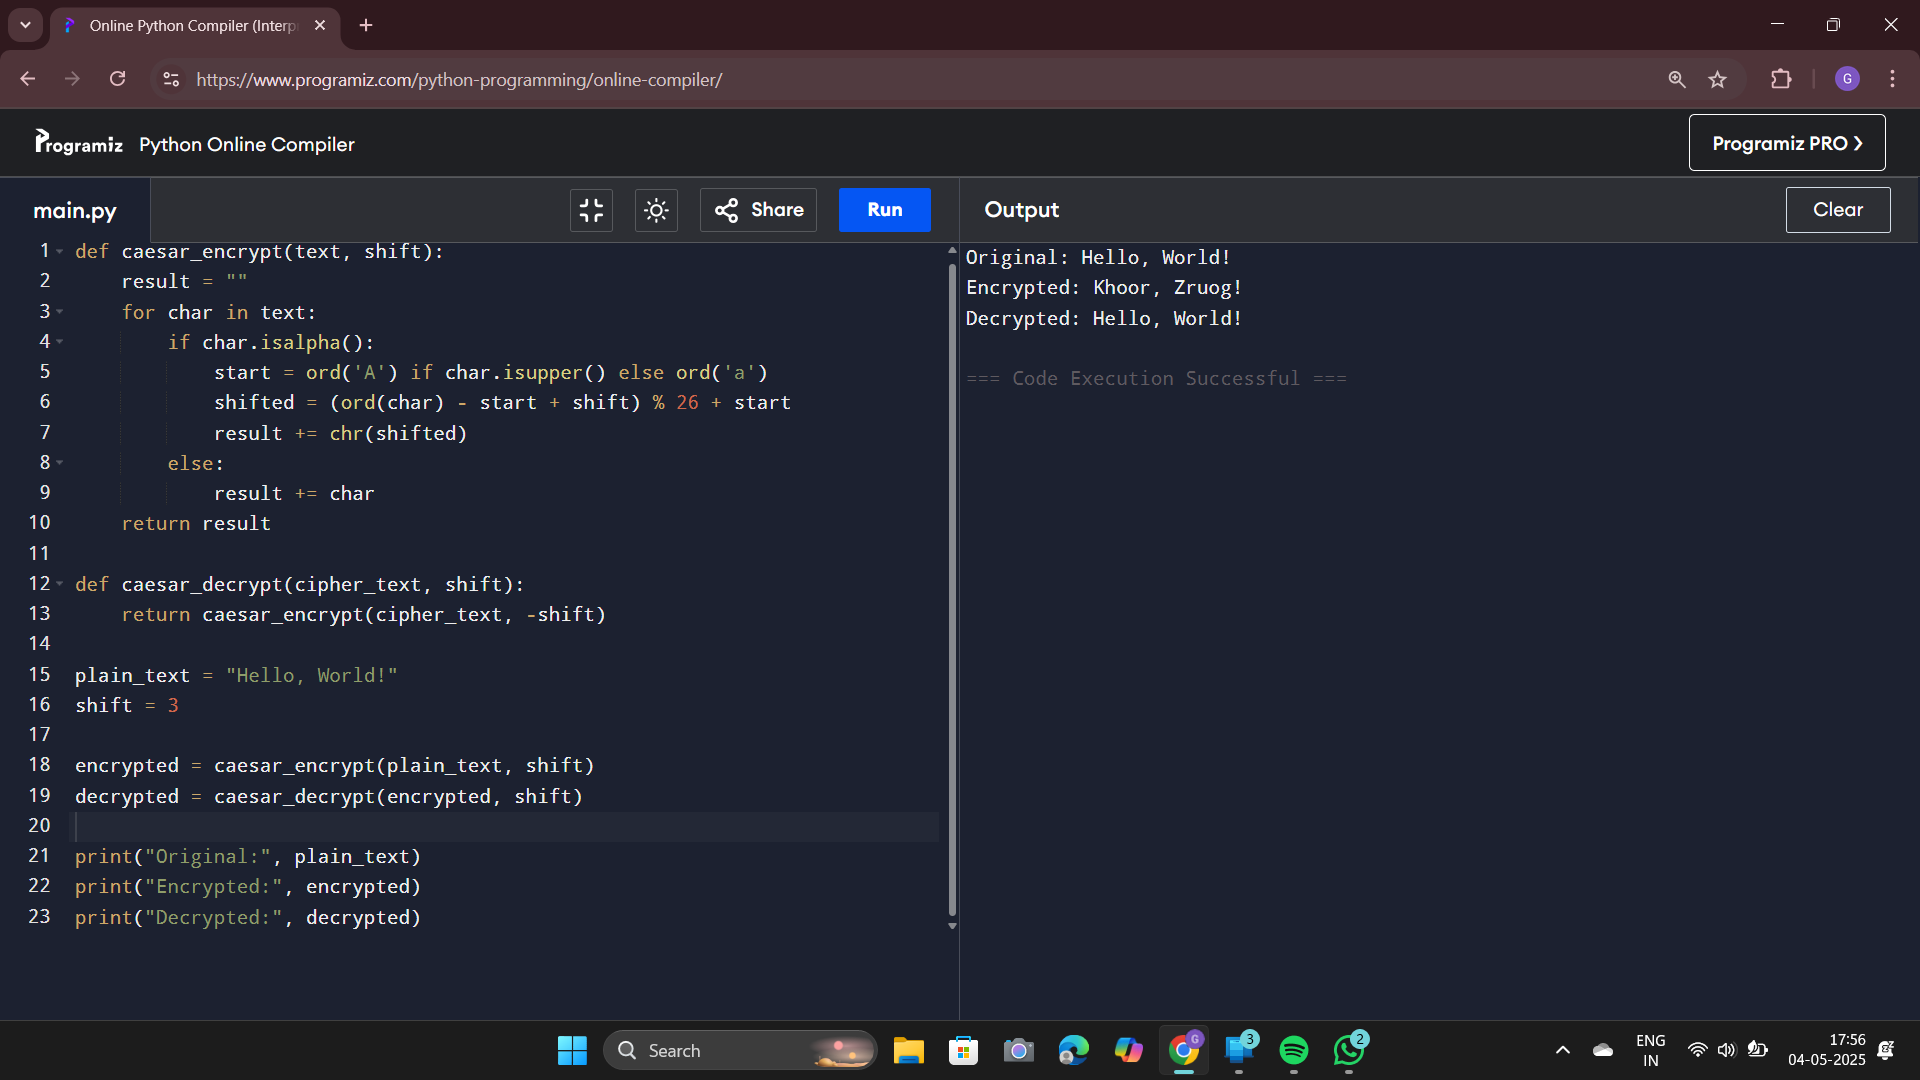 Online Python Compiler (Interp
https://www.programiz.com/python-programming/online-compiler/
G
Programiz Python Online Compiler
Programiz PRO ❯
main.py
Share
Run
Output
Clear
1 def caesar_encrypt(text, shift):
2     result = ""
3     for char in text:
4         if char.isalpha():
5             start = ord('A') if char.isupper() else ord('a')
6             shifted = (ord(char) - start + shift) % 26 + start
7             result += chr(shifted)
8         else:
9             result += char
10     return result
11
12 def caesar_decrypt(cipher_text, shift):
13     return caesar_encrypt(cipher_text, -shift)
14
15 plain_text = "Hello, World!"
16 shift = 3
17
18 encrypted = caesar_encrypt(plain_text, shift)
19 decrypted = caesar_decrypt(encrypted, shift)
20
21 print("Original:", plain_text)
22 print("Encrypted:", encrypted)
23 print("Decrypted:", decrypted)
Original: Hello, World!
Encrypted: Khoor, Zruog!
Decrypted: Hello, World!
=== Code Execution Successful ===
Search
G
3
2
ENG
IN
17:56
04-05-2025